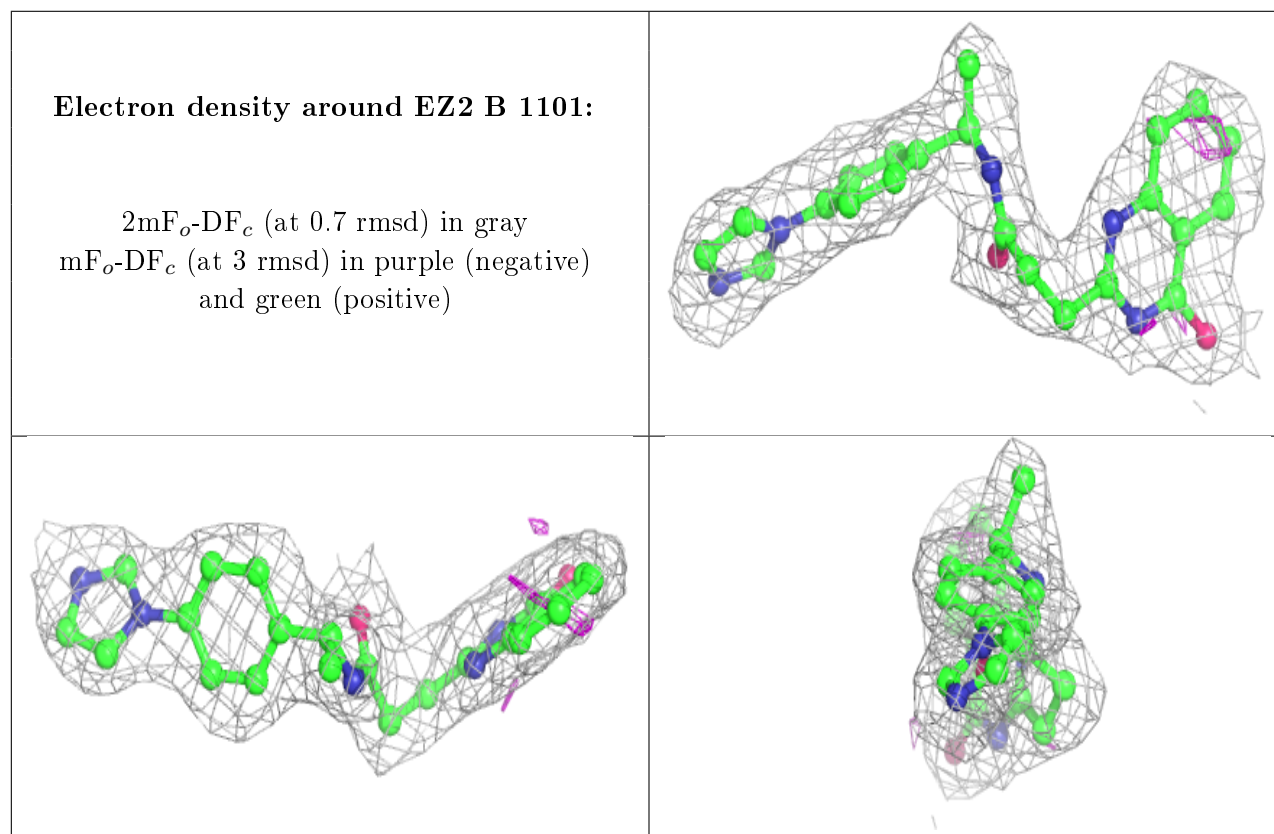 Electron density around EZ2 B 1101:
2mFₒ-DF𝒸 (at 0.7 rmsd) in gray
mFₒ-DF𝒸 (at 3 rmsd) in purple (negative)
and green (positive)